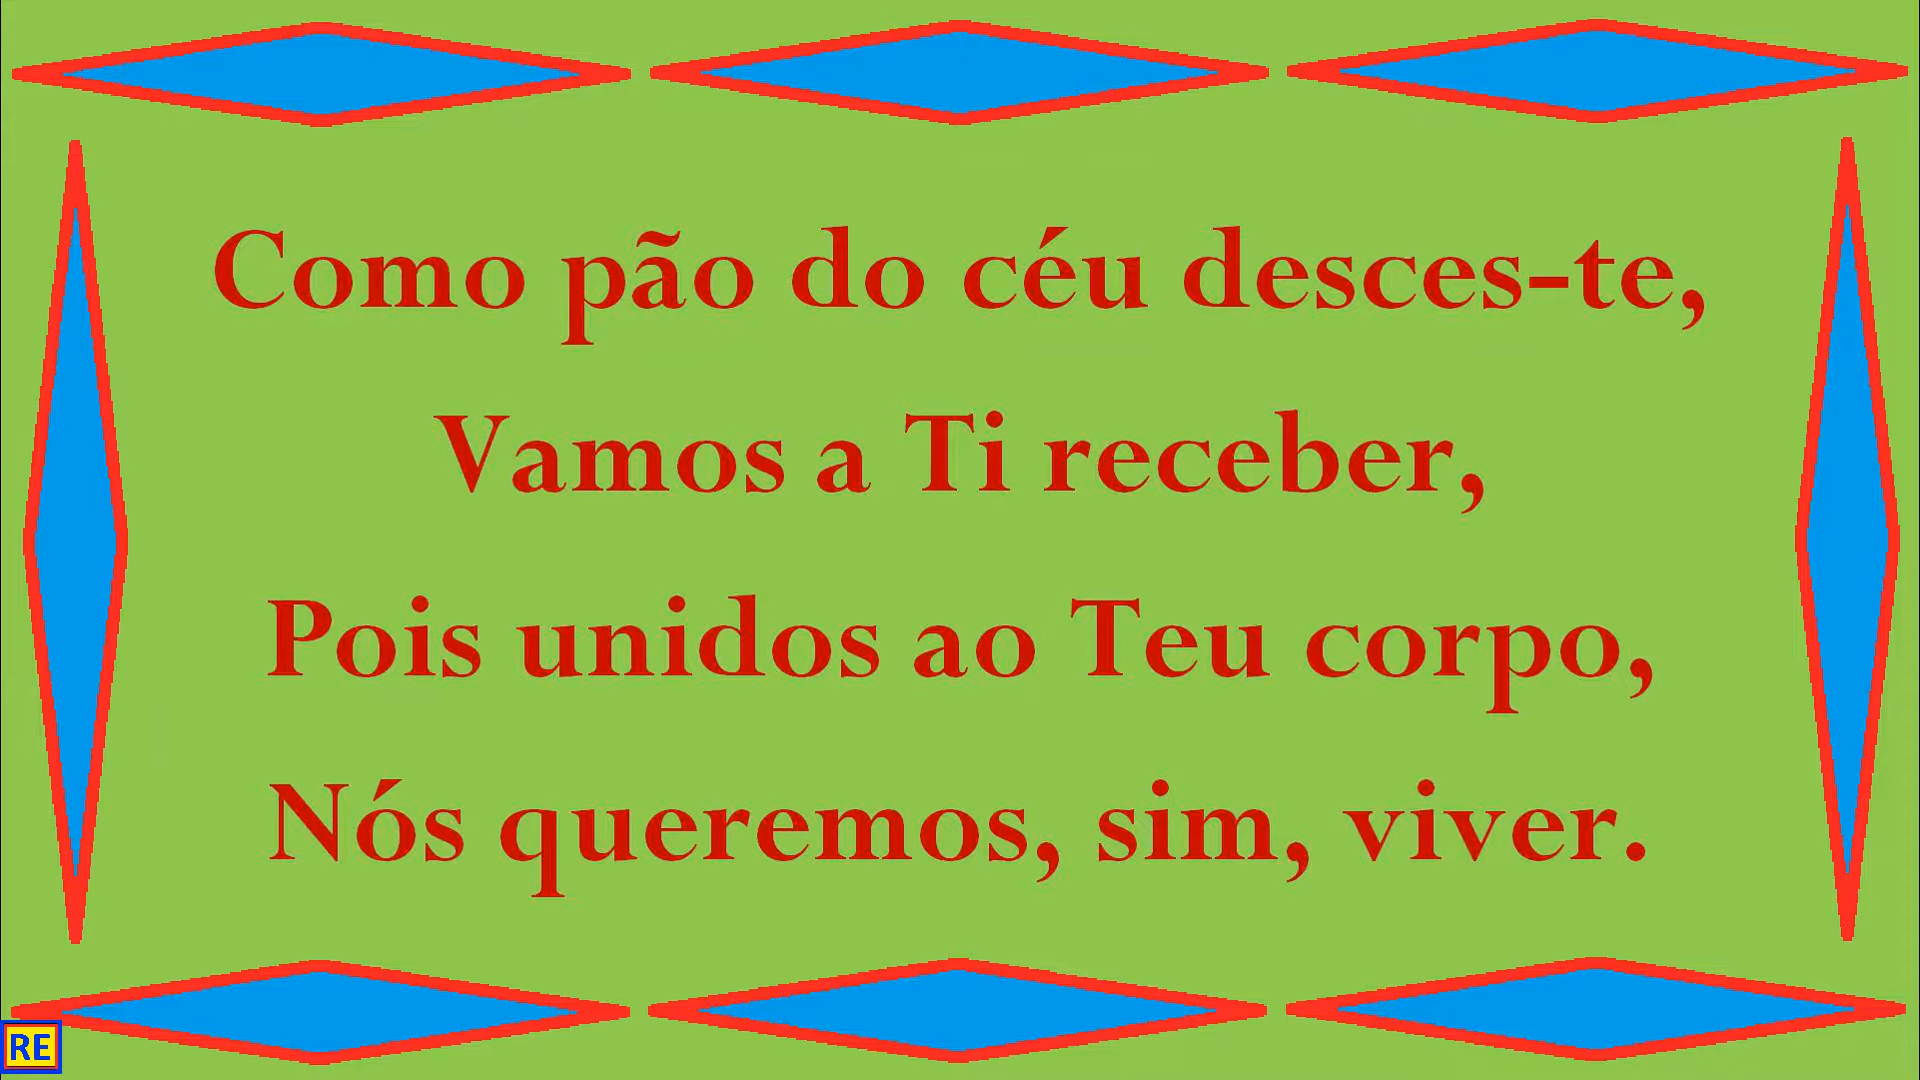 Como pão do céu desces-te,
Vamos a Ti receber,
Pois unidos ao Teu corpo,
Nós queremos, sim, viver.
RE